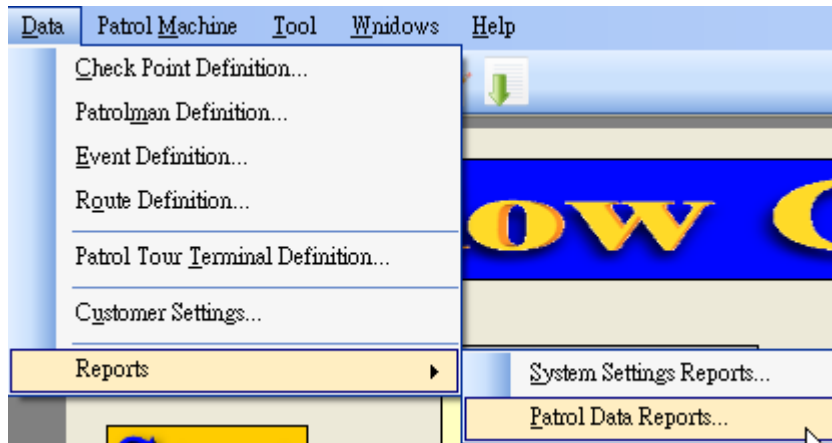 Data Patrol Machine Tool Wnidows Help
Check Point Definition...
Patrolman Definition...
Event Definition...
Route Definition...
Patrol Tour Terminal Definition...
Customer Settings...
Reports
System Settings Reports...
Patrol Data Reports...